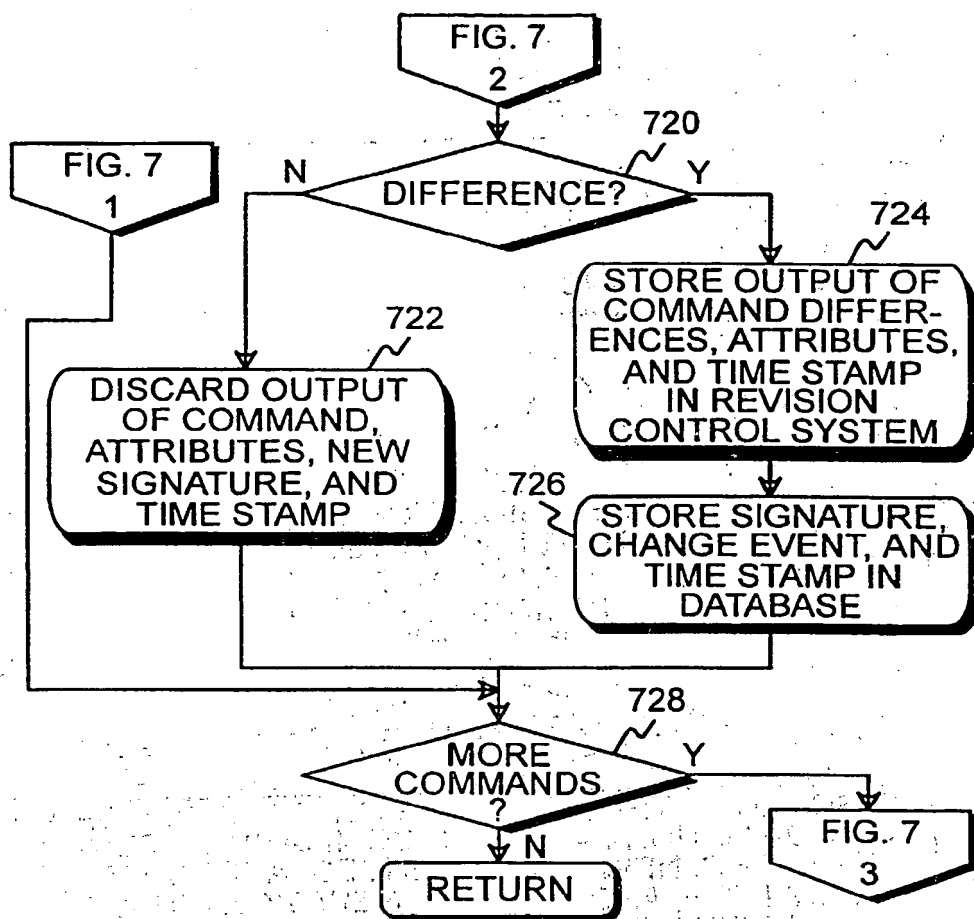 FIG. 7
2
720
FIG. 7
1
N
DIFFERENCE?
Y
724
STORE OUTPUT OF
COMMAND DIFFER-
ENCES, ATTRIBUTES,
AND TIME STAMP
IN REVISION
CONTROL SYSTEM
722
DISCARD OUTPUT
OF COMMAND,
ATTRIBUTES, NEW
SIGNATURE, AND
TIME STAMP
726
STORE SIGNATURE,
CHANGE EVENT, AND
TIME STAMP IN
DATABASE
728
MORE
COMMANDS
?
Y
N
FIG. 7
3
RETURN